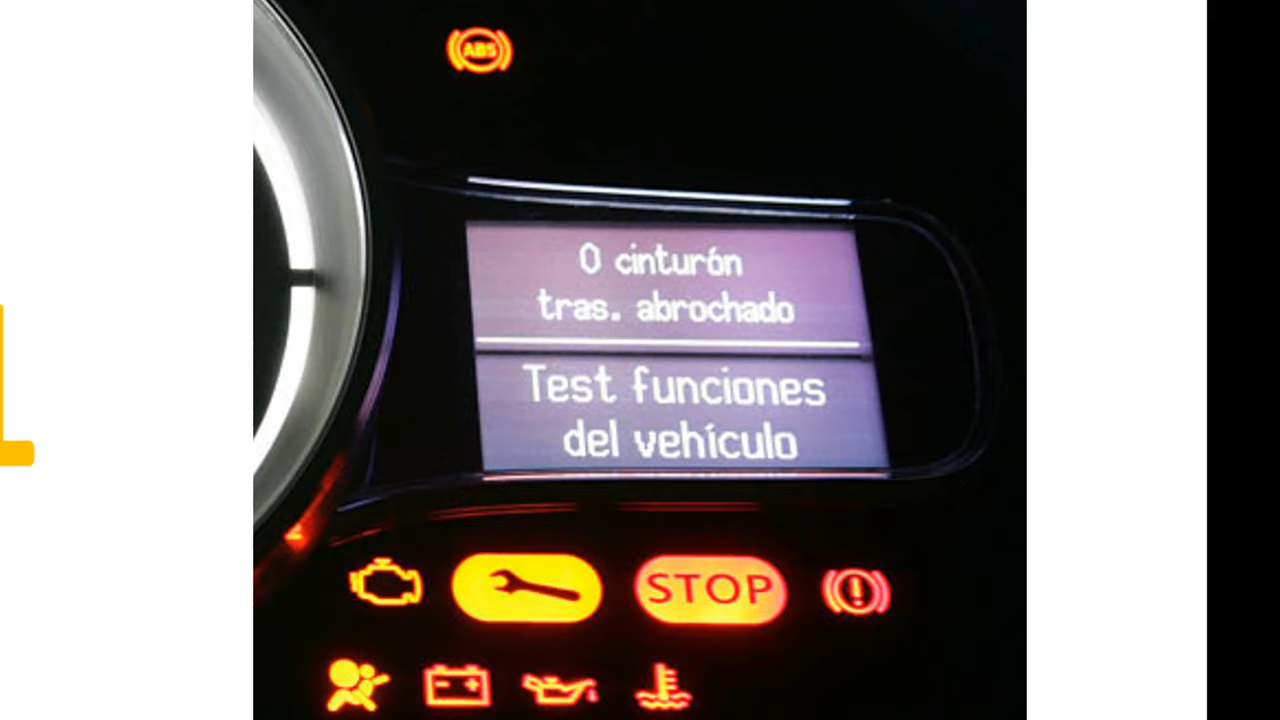 ABS
0 cinturón
tras. abrochado
Test funciones
del vehículo
STOP